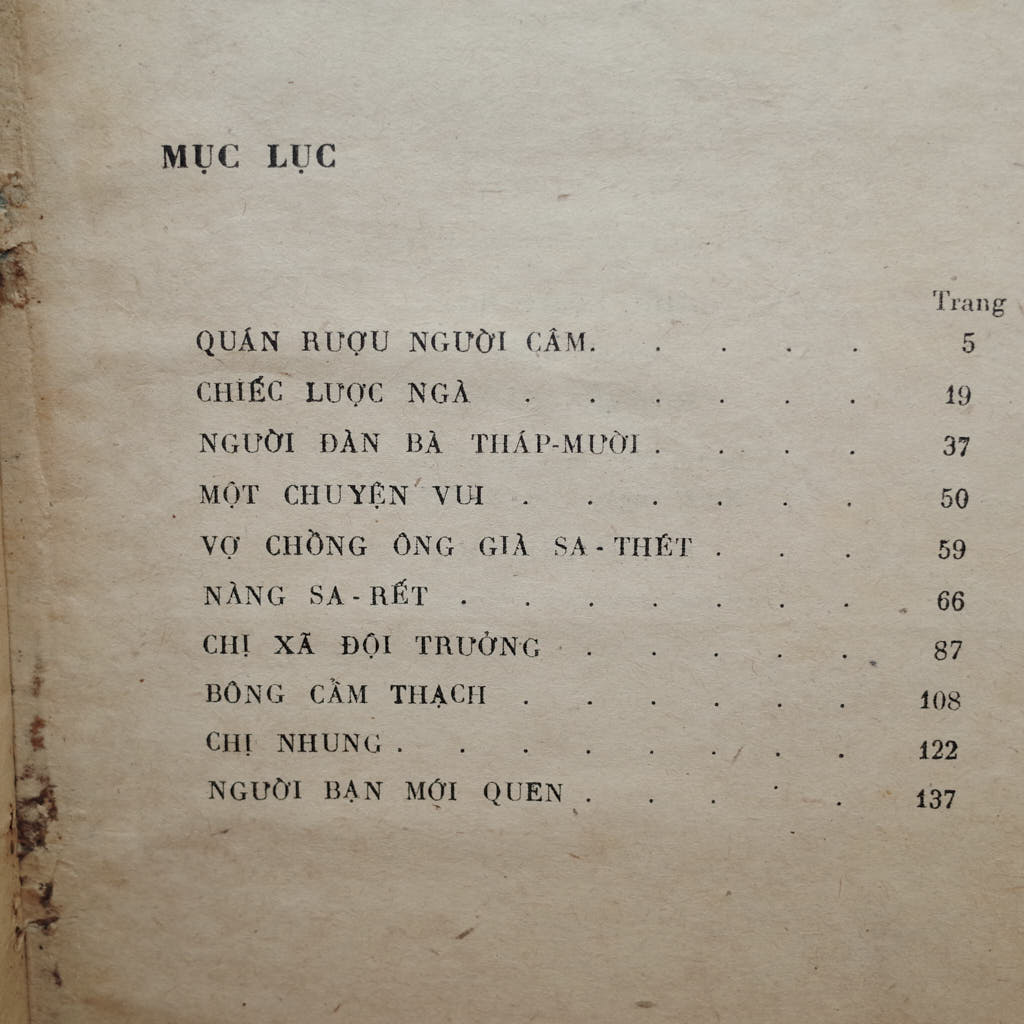 MỤC LỤC
Trang
QUÁN RƯỢU NGƯỜI CÂM. . . . . 5
CHIẾC LƯỢC NGÀ . . . . . . 19
NGƯỜI ĐÀN BÀ THÁP-MƯỜI . . . . 37
MỘT CHUYỆN VUI . . . . . . 50
VỢ CHỒNG ÔNG GIÀ SA-THÉT . . . 59
NÀNG SA-RẾT . . . . . . . 66
CHỊ XÃ ĐỘI TRƯỞNG . . . . . 87
BÔNG CẨM THẠCH . . . . . . 108
CHỊ NHUNG . . . . . . . . 122
NGƯỜI BẠN MỚI QUEN . . . . . 137